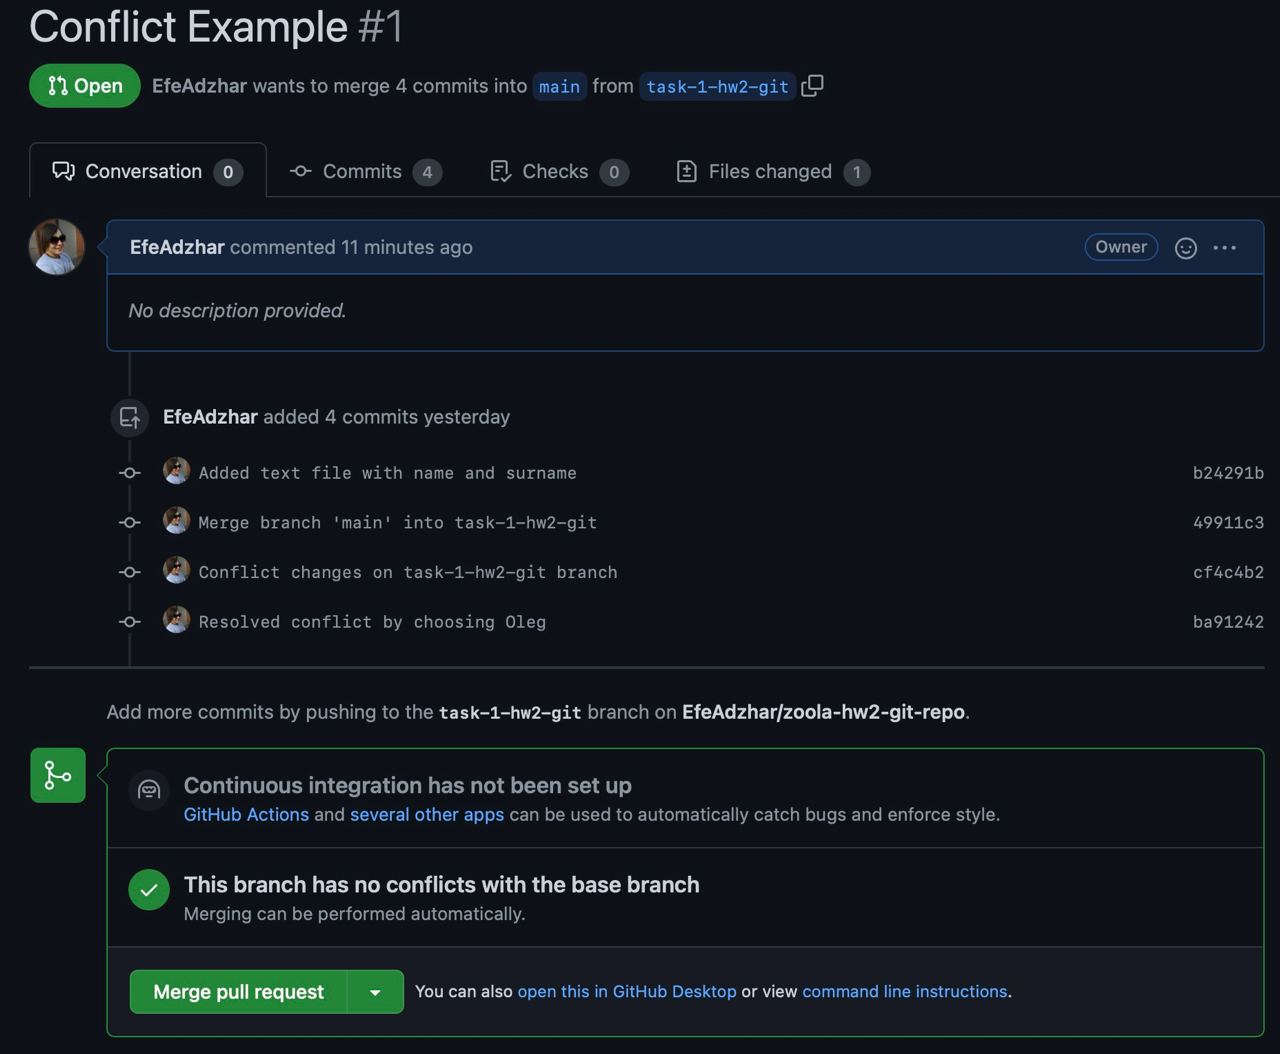 Conflict Example #1
Open EfeAdzhar wants to merge 4 commits into main from task-1-hw2-git
Conversation 0 Commits 4 Checks 0 Files changed 1
EfeAdzhar commented 11 minutes ago Owner
No description provided.
EfeAdzhar added 4 commits yesterday
Added text file with name and surname b24291b
Merge branch 'main' into task-1-hw2-git 49911c3
Conflict changes on task-1-hw2-git branch cf4c4b2
Resolved conflict by choosing Oleg ba91242
Add more commits by pushing to the task-1-hw2-git branch on EfeAdzhar/zoola-hw2-git-repo.
Continuous integration has not been set up
GitHub Actions and several other apps can be used to automatically catch bugs and enforce style.
This branch has no conflicts with the base branch
Merging can be performed automatically.
Merge pull request You can also open this in GitHub Desktop or view command line instructions.